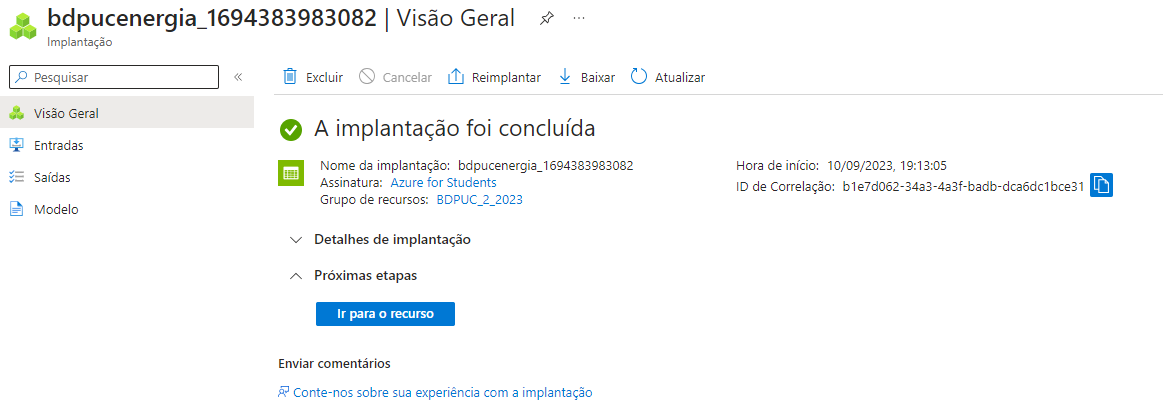 bdpucenergia_1694383983082 | Visão Geral
Implantação
Pesquisar
Visão Geral
Entradas
Saídas
Modelo
Excluir Cancelar Reimplantar Baixar Atualizar
A implantação foi concluída
Nome da implantação: bdpucenergia_1694383983082
Assinatura: Azure for Students
Grupo de recursos: BDPUC_2_2023
Hora de início: 10/09/2023, 19:13:05
ID de Correlação: b1e7d062-34a3-4a3f-badb-dca6dc1bce31
Detalhes de implantação
Próximas etapas
Ir para o recurso
Enviar comentários
Conte-nos sobre sua experiência com a implantação